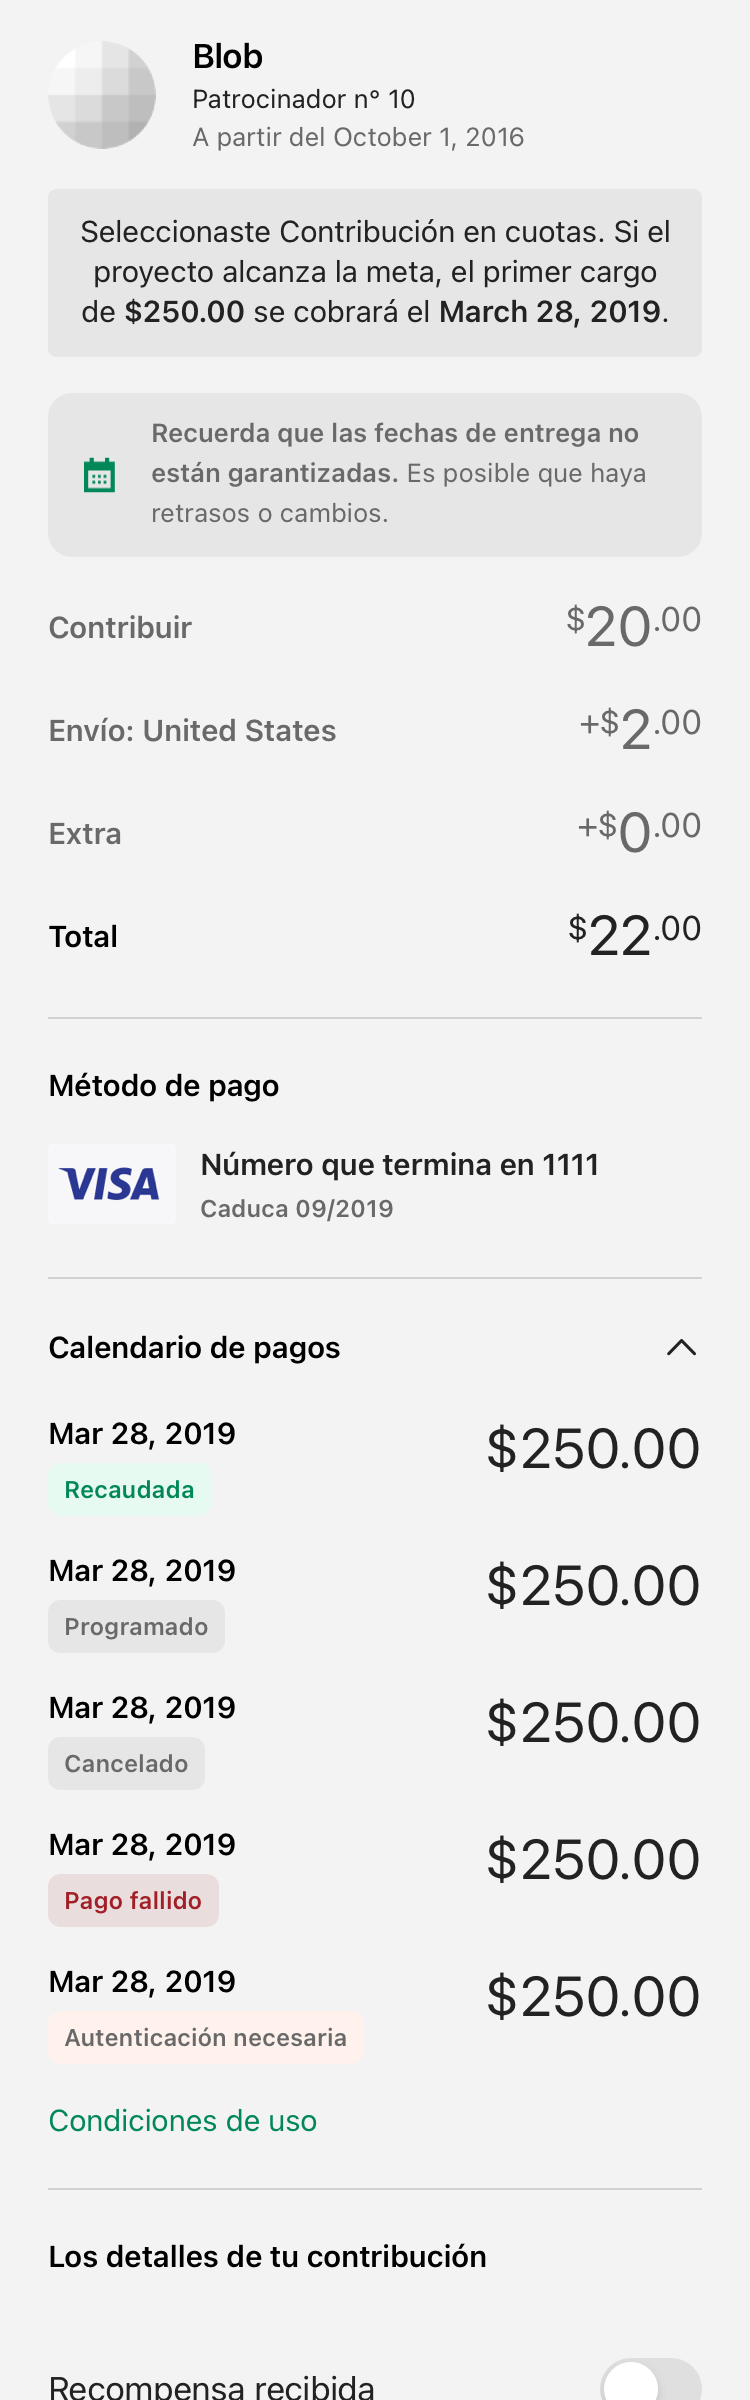 Blob
Patrocinador n° 10
A partir del October 1, 2016
Seleccionaste Contribución en cuotas. Si el
proyecto alcanza la meta, el primer cargo
de $250.00 se cobrará el March 28, 2019.
Recuerda que las fechas de entrega no
están garantizadas. Es posible que haya
retrasos o cambios.
Contribuir $20.00
Envío: United States +$2.00
Extra +$0.00
Total $22.00
Método de pago
VISA
Número que termina en 1111
Caduca 09/2019
Calendario de pagos
Mar 28, 2019 $250.00
Recaudada
Mar 28, 2019 $250.00
Programado
Mar 28, 2019 $250.00
Cancelado
Mar 28, 2019 $250.00
Pago fallido
Mar 28, 2019 $250.00
Autenticación necesaria
Condiciones de uso
Los detalles de tu contribución
Recompensa recibida